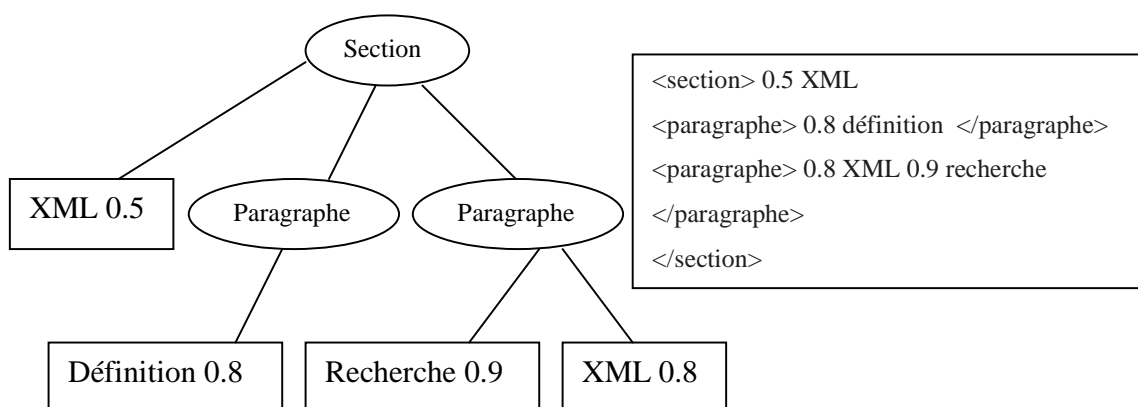 Section
XML 0.5
Paragraphe
Paragraphe
Définition 0.8
Recherche 0.9
XML 0.8
<section> 0.5 XML
<paragraphe> 0.8 définition </paragraphe>
<paragraphe> 0.8 XML 0.9 recherche
</paragraphe>
</section>